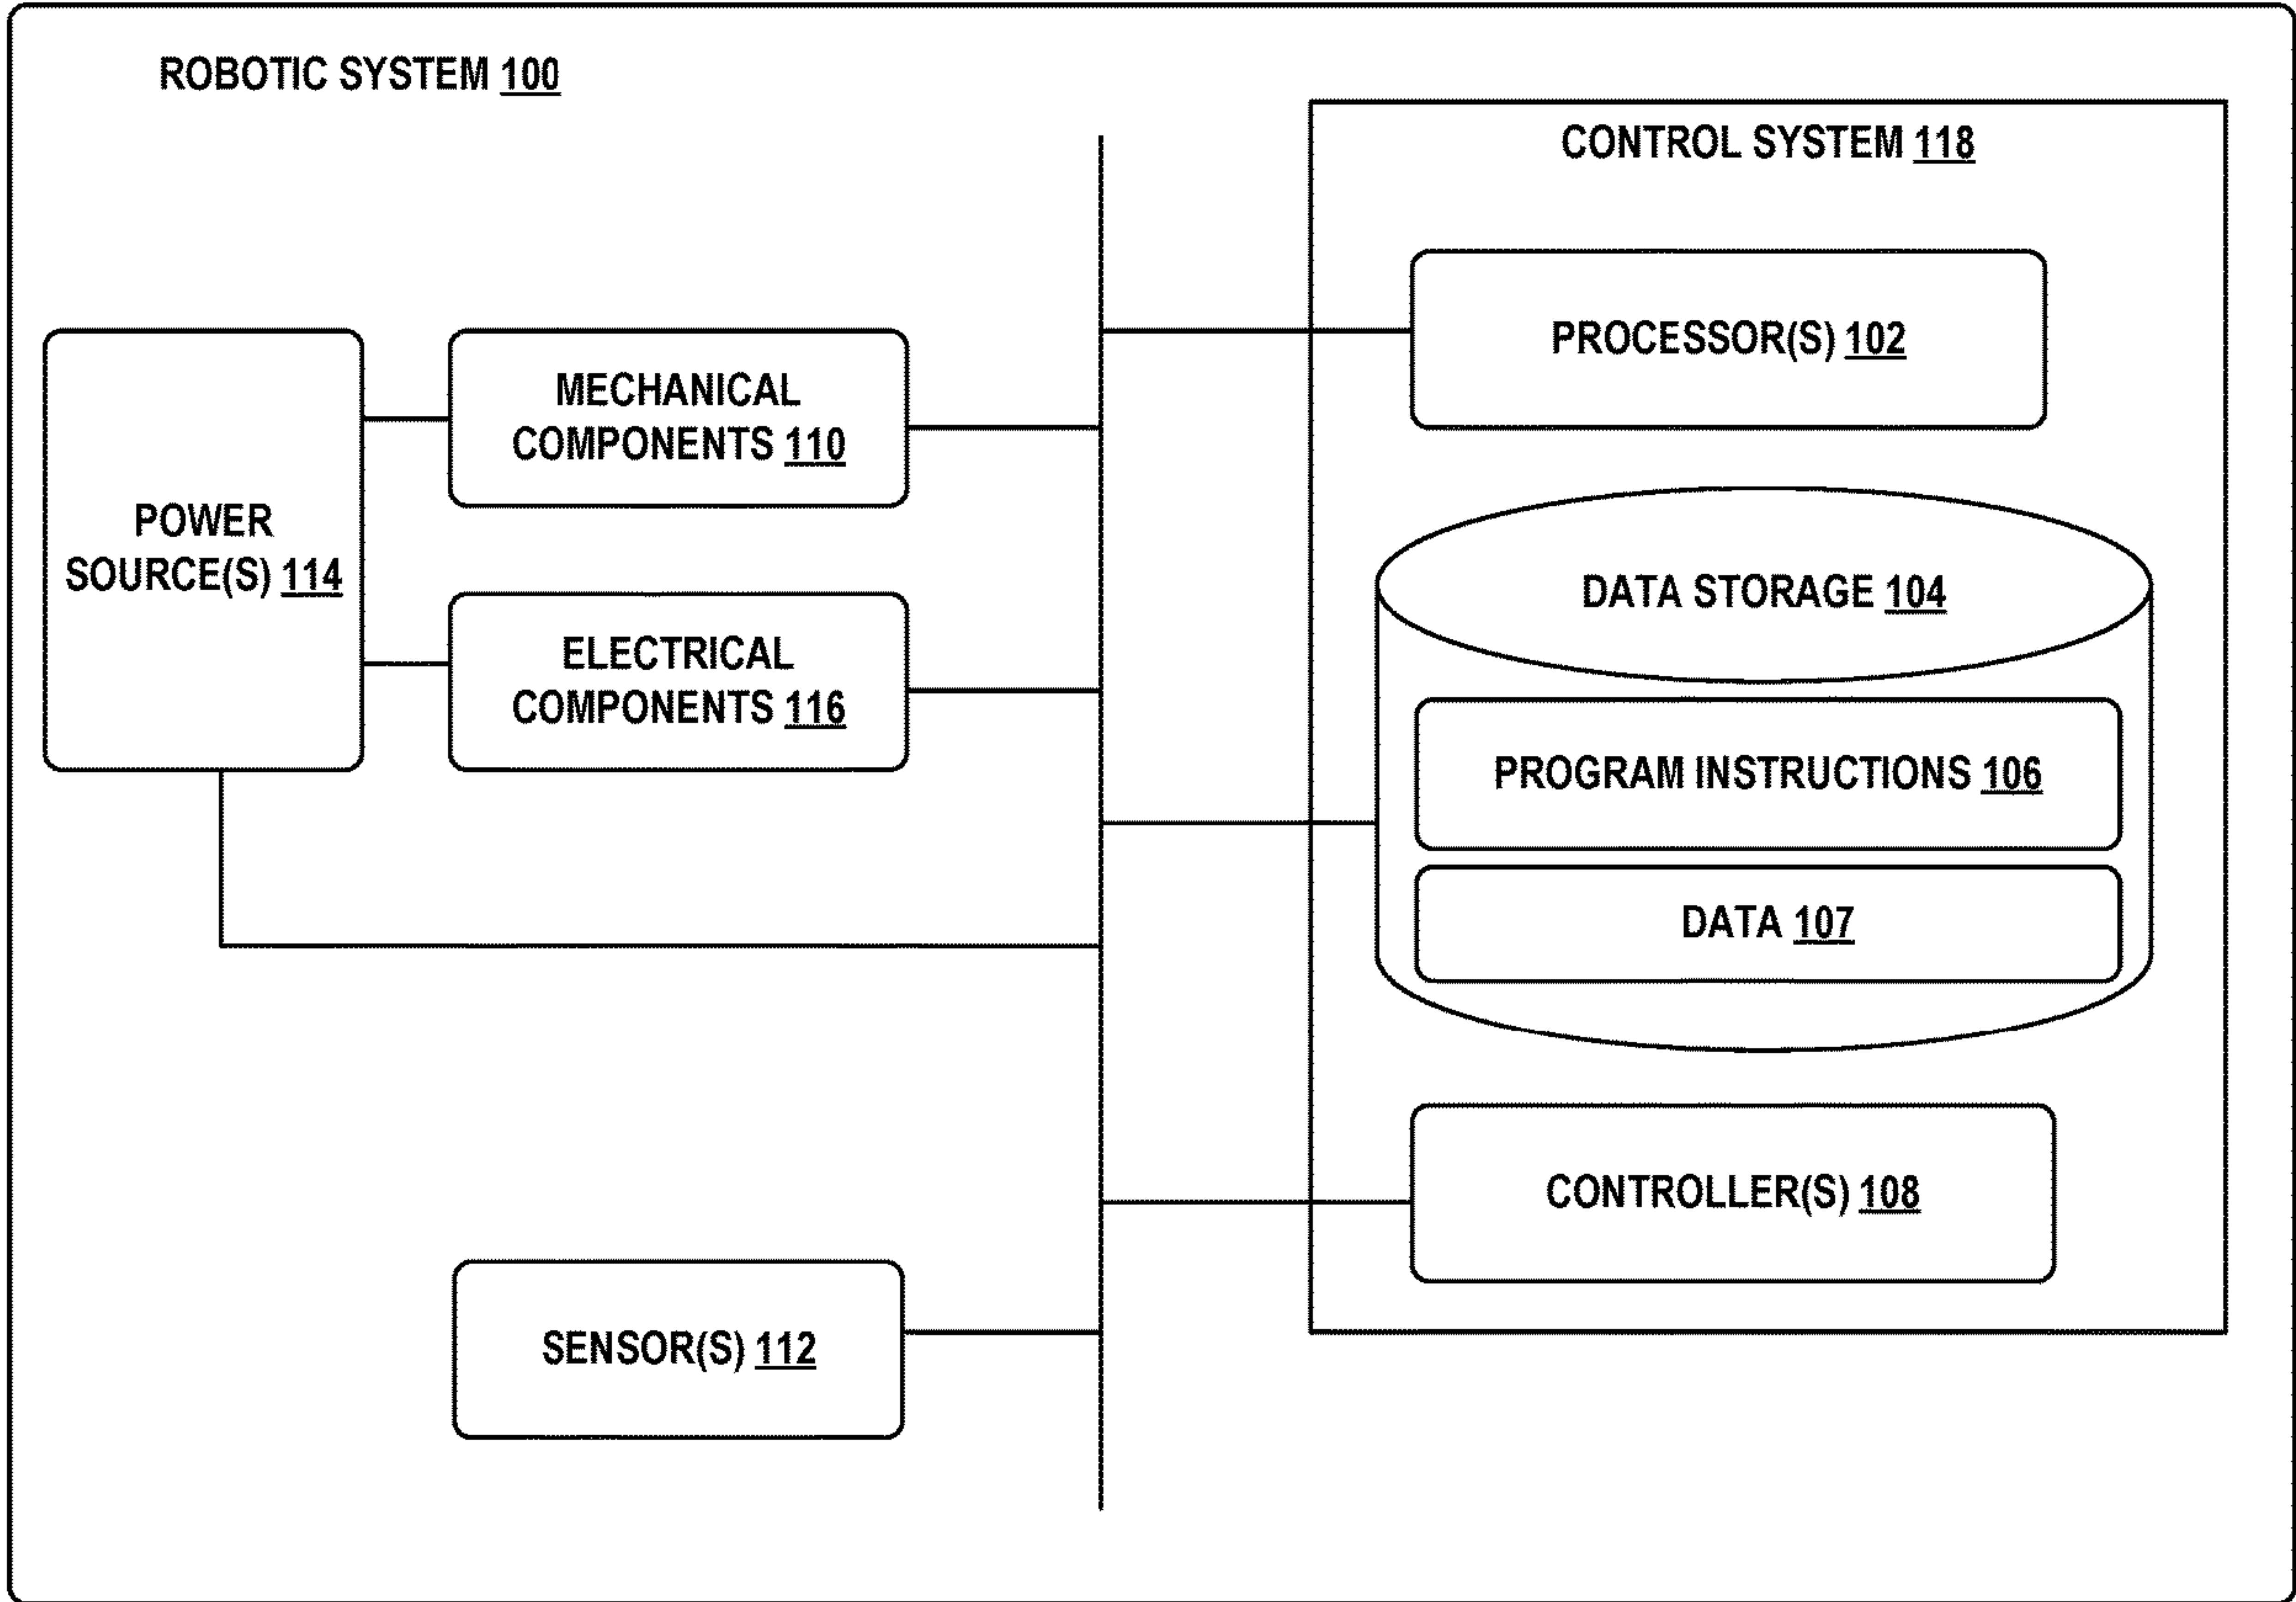 ROBOTIC SYSTEM 100
CONTROL SYSTEM 118
PROCESSOR(S) 102
MECHANICAL
COMPONENTS 110
POWER
SOURCE(S) 114
ELECTRICAL
COMPONENTS 116
DATA STORAGE 104
PROGRAM INSTRUCTIONS 106
DATA 107
CONTROLLER(S) 108
SENSOR(S) 112